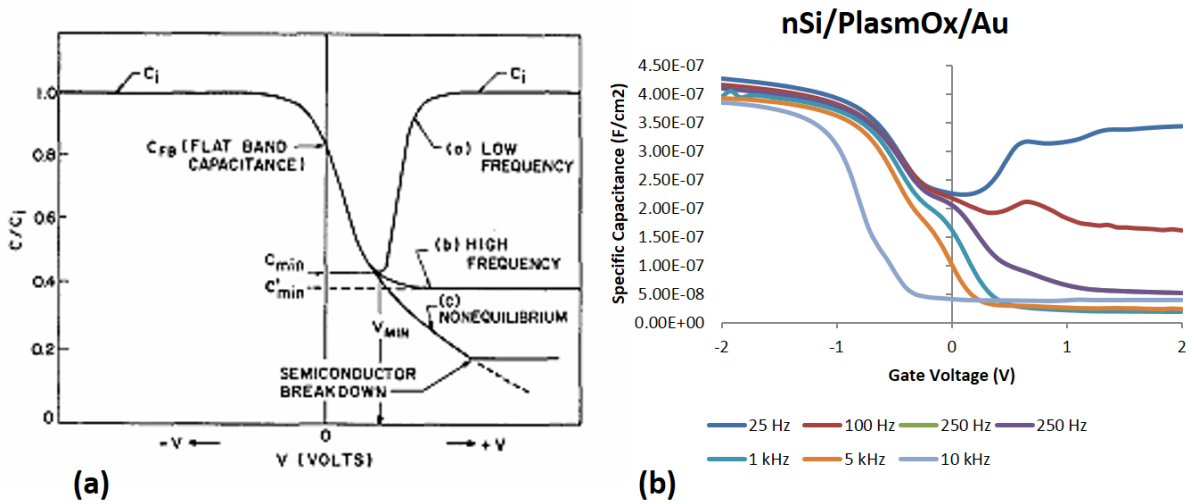 nSi/PlasmOx/Au
Ci
Ci
1.0
0.8
0.6
0.4
0.2
0
C/Ci
CFB (FLAT BAND
CAPACITANCE)
(a) LOW
FREQUENCY
(b) HIGH
FREQUENCY
Cmin
C'min
(c)
NONEQUILIBRIUM
VMIN
SEMICONDUCTOR
BREAKDOWN
-V
0
+V
V (VOLTS)
(a)
Specific Capacitance (F/cm2)
4.50E-07
4.00E-07
3.50E-07
3.00E-07
2.50E-07
2.00E-07
1.50E-07
1.00E-07
5.00E-08
0.00E+00
-2
-1
0
1
2
Gate Voltage (V)
25 Hz 100 Hz 250 Hz 250 Hz
1 kHz 5 kHz 10 kHz
(b)